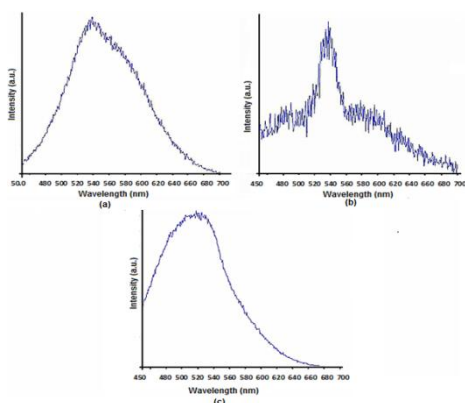 Intensity (a.u.)
50.0 480 500 520 540 560 580 600 620 640 660 680 700
Wavelength (nm)
(a)
Intensity (a.u.)
45 0 480 500 520 540 560 580 600 620 640 660 680 700
Wavelength (nm)
(b)
Intensity (a.u.)
450 480 500 520 540 560 580 600 620 640 660 680 700
Wavelength (nm)
(c)